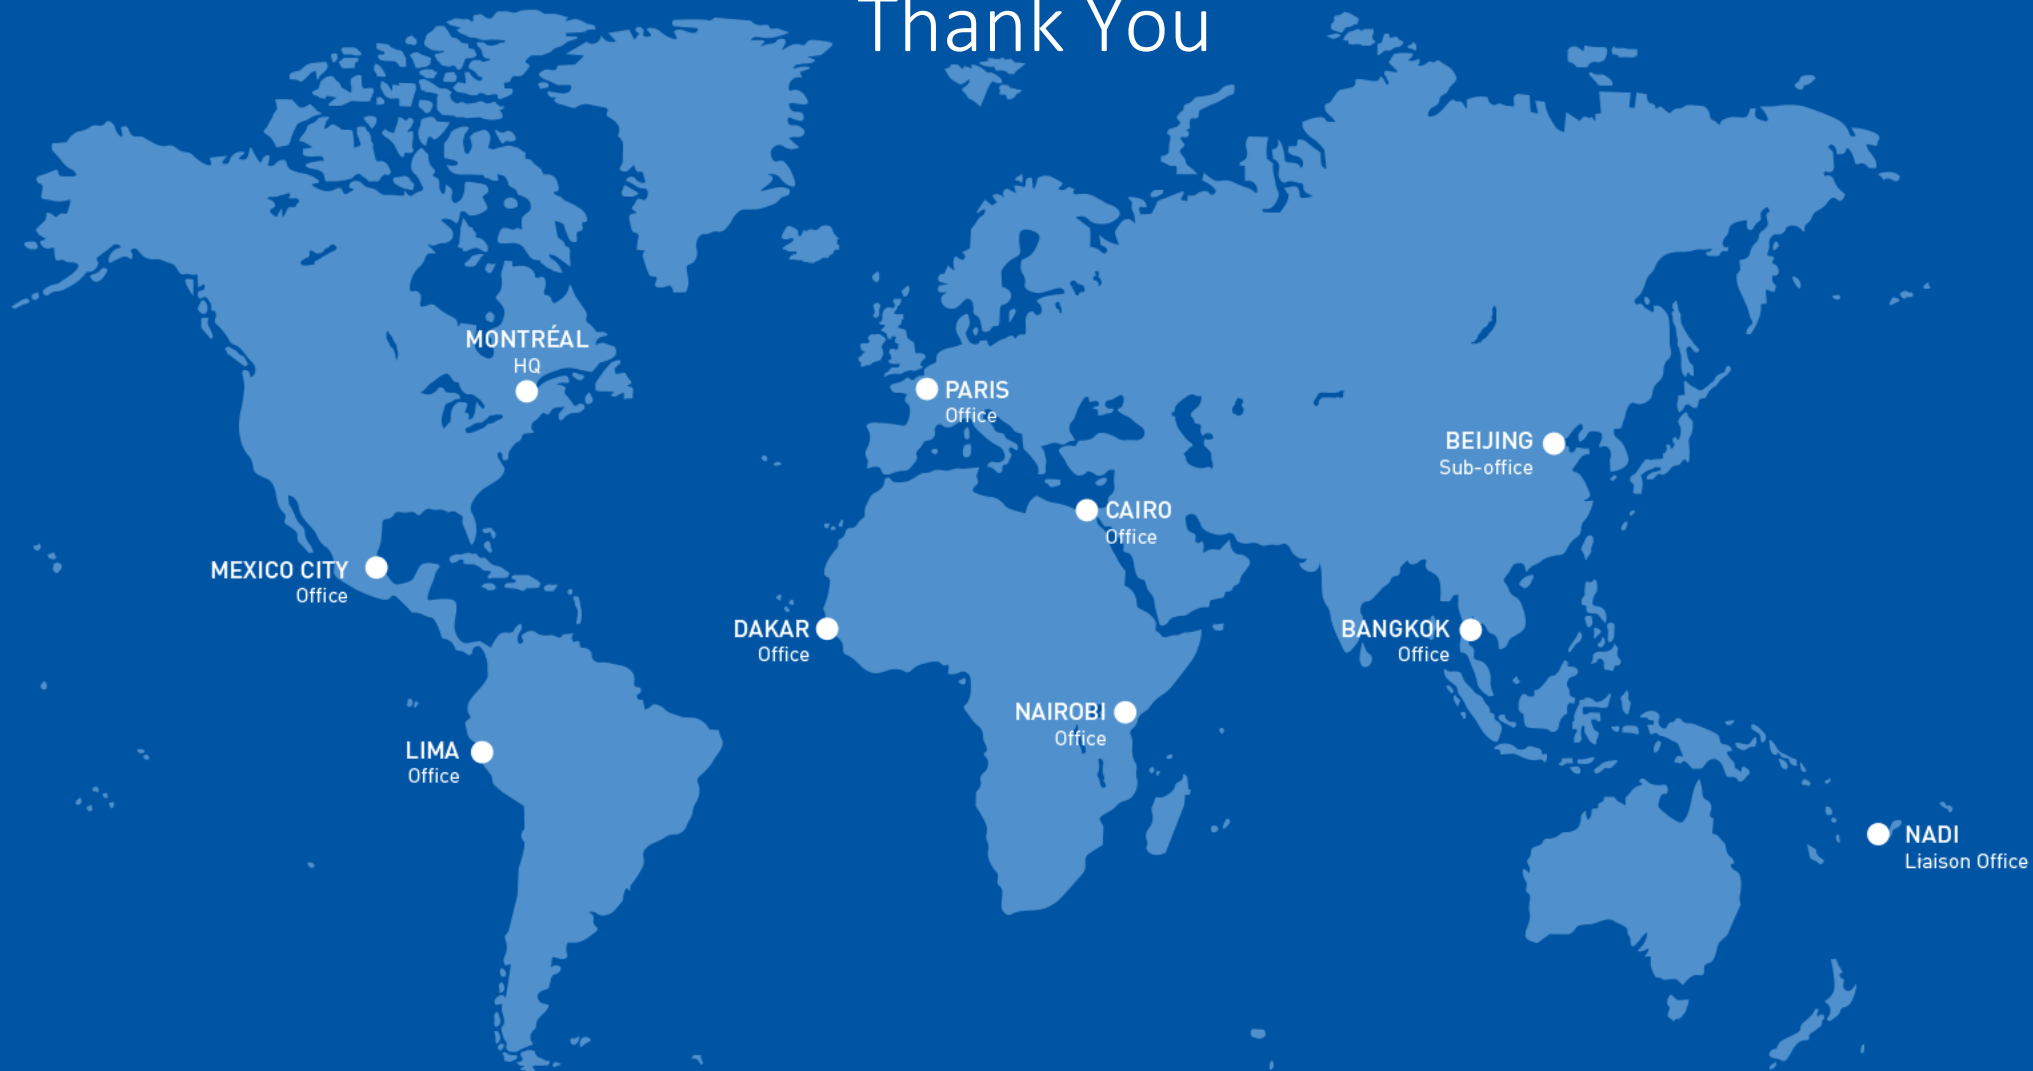 Thank You
MONTRÉAL
HQ
PARIS
Office
BEIJING
Sub-office
CAIRO
Office
MEXICO CITY
Office
DAKAR
Office
BANGKOK
Office
NAIROBI
Office
LIMA
Office
NADI
Liaison Office